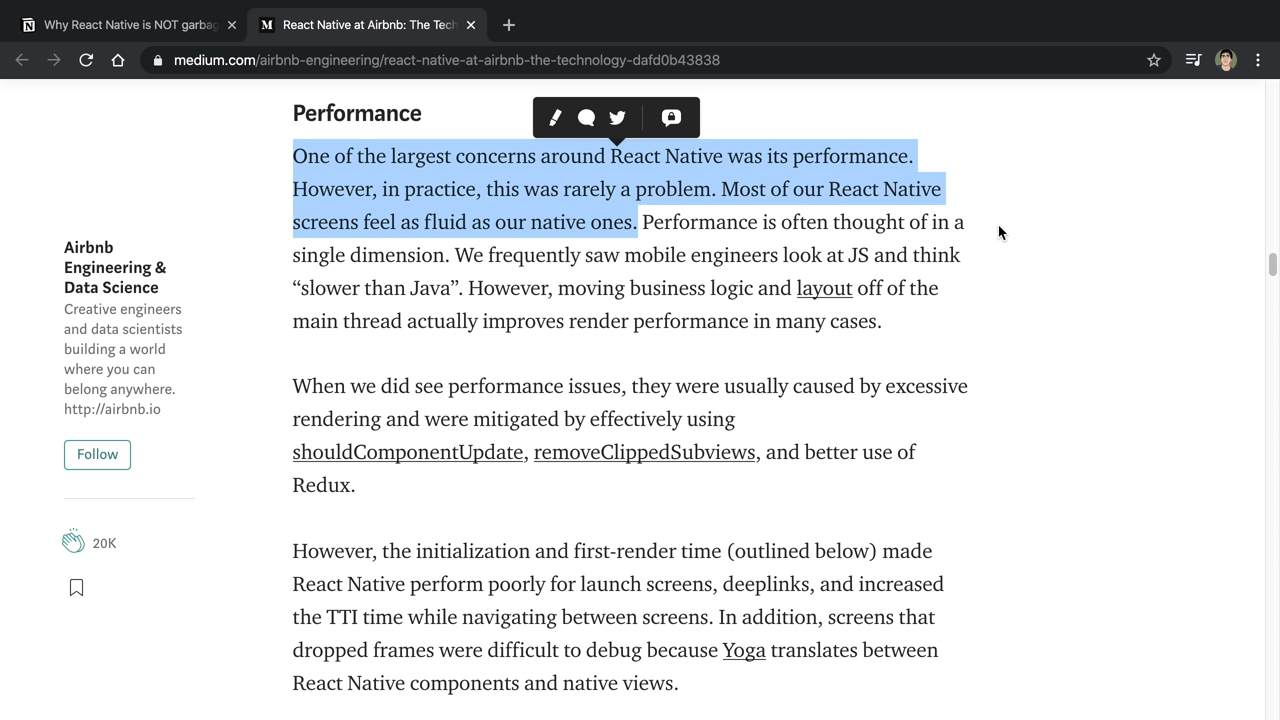 Why React Native is NOT garbag
React Native at Airbnb: The Tech
medium.com/airbnb-engineering/react-native-at-airbnb-the-technology-dafd0b43838
Performance
One of the largest concerns around React Native was its performance.
However, in practice, this was rarely a problem. Most of our React Native
screens feel as fluid as our native ones. Performance is often thought of in a
single dimension. We frequently saw mobile engineers look at JS and think
“slower than Java”. However, moving business logic and layout off of the
main thread actually improves render performance in many cases.
When we did see performance issues, they were usually caused by excessive
rendering and were mitigated by effectively using
shouldComponentUpdate, removeClippedSubviews, and better use of
Redux.
However, the initialization and first-render time (outlined below) made
React Native perform poorly for launch screens, deeplinks, and increased
the TTI time while navigating between screens. In addition, screens that
dropped frames were difficult to debug because Yoga translates between
React Native components and native views.
Airbnb
Engineering &
Data Science
Creative engineers
and data scientists
building a world
where you can
belong anywhere.
http://airbnb.io
Follow
20K